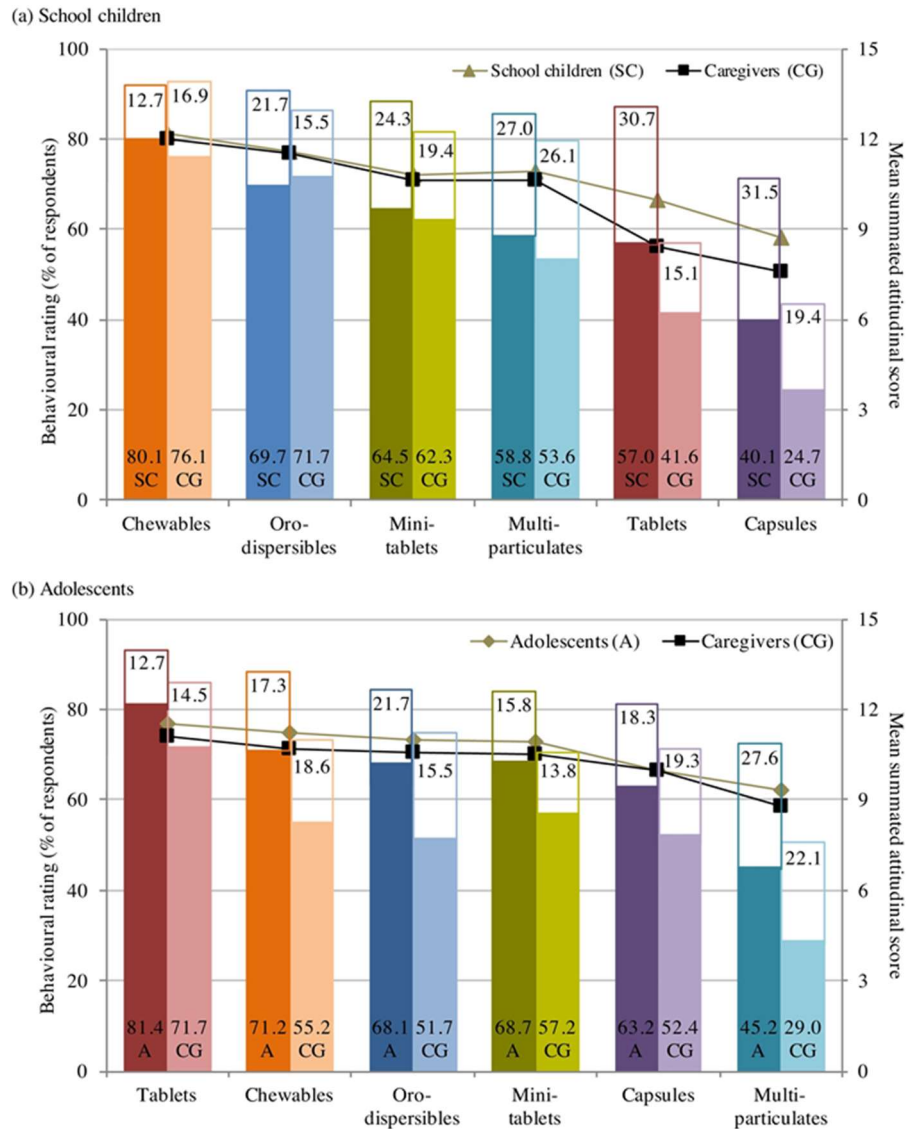 (a) School children
100
80
60
40
20
0
Behavioural rating (% of respondents)
School children (SC)
Caregivers (CG)
15
12
9
6
3
0
Mean summated attitudinal score
12.7 16.9
21.7 15.5
24.3 19.4
27.0 26.1
30.7 15.1
31.5 19.4
80.1 76.1
SC CG
69.7 71.7
SC CG
64.5 62.3
SC CG
58.8 53.6
SC CG
57.0 41.6
SC CG
40.1 24.7
SC CG
Chewables
Oro-
dispersibles
Mini-
tablets
Multi-
particulates
Tablets
Capsules
(b) Adolescents
100
80
60
40
20
0
Behavioural rating (% of respondents)
Adolescents (A)
Caregivers (CG)
15
12
9
6
3
0
Mean summated attitudinal score
12.7 14.5
17.3 18.6
21.7 15.5
15.8 13.8
18.3 19.3
27.6 22.1
81.4 71.7
A CG
71.2 55.2
A CG
68.1 51.7
A CG
68.7 57.2
A CG
63.2 52.4
A CG
45.2 29.0
A CG
Tablets
Chewables
Oro-
dispersibles
Mini-
tablets
Capsules
Multi-
particulates